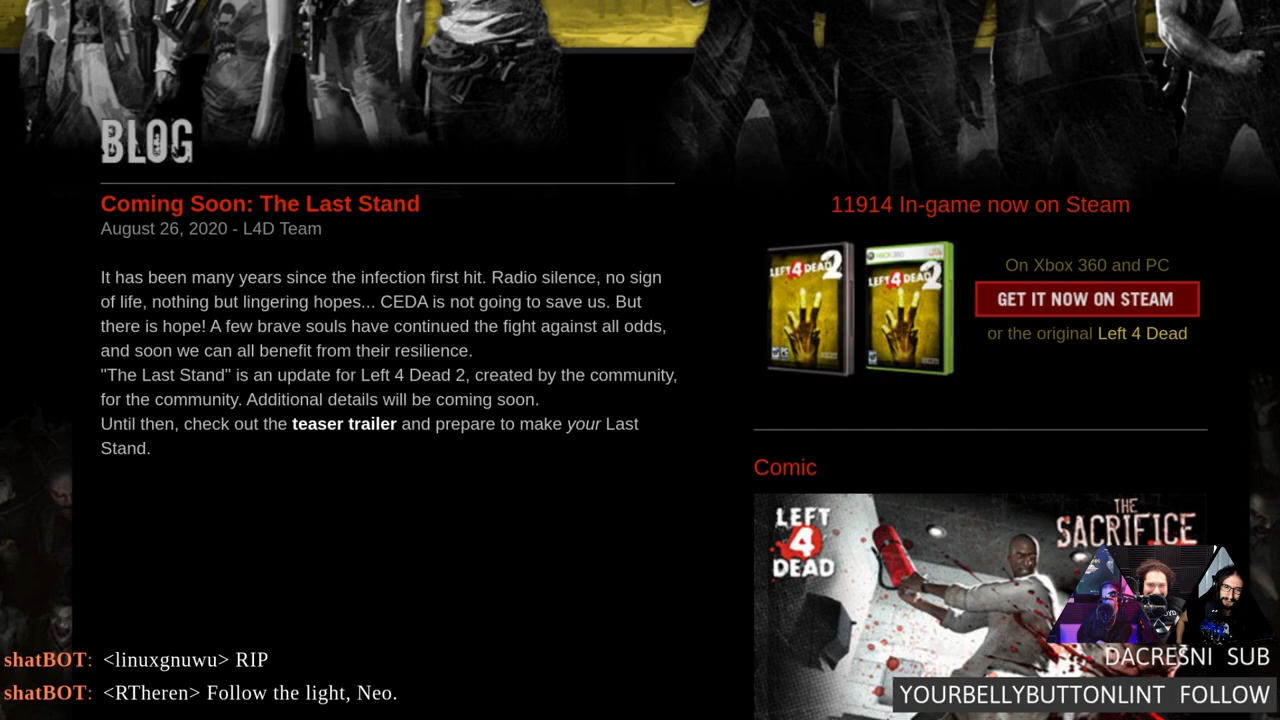 BLOG
Coming Soon: The Last Stand
August 26, 2020 - L4D Team
It has been many years since the infection first hit. Radio silence, no sign
of life, nothing but lingering hopes... CEDA is not going to save us. But
there is hope! A few brave souls have continued the fight against all odds,
and soon we can all benefit from their resilience.
"The Last Stand" is an update for Left 4 Dead 2, created by the community,
for the community. Additional details will be coming soon.
Until then, check out the teaser trailer and prepare to make your Last
Stand.
11914 In-game now on Steam
LEFT 4 DEAD 2
XBOX 360
LEFT 4 DEAD 2
On Xbox 360 and PC
GET IT NOW ON STEAM
or the original Left 4 Dead
Comic
LEFT
4
DEAD
THE
SACRIFICE
shatBOT: <linuxgnuwu> RIP
shatBOT: <RTheren> Follow the light, Neo.
DACRESNI SUB
YOURBELLYBUTTONLINT FOLLOW